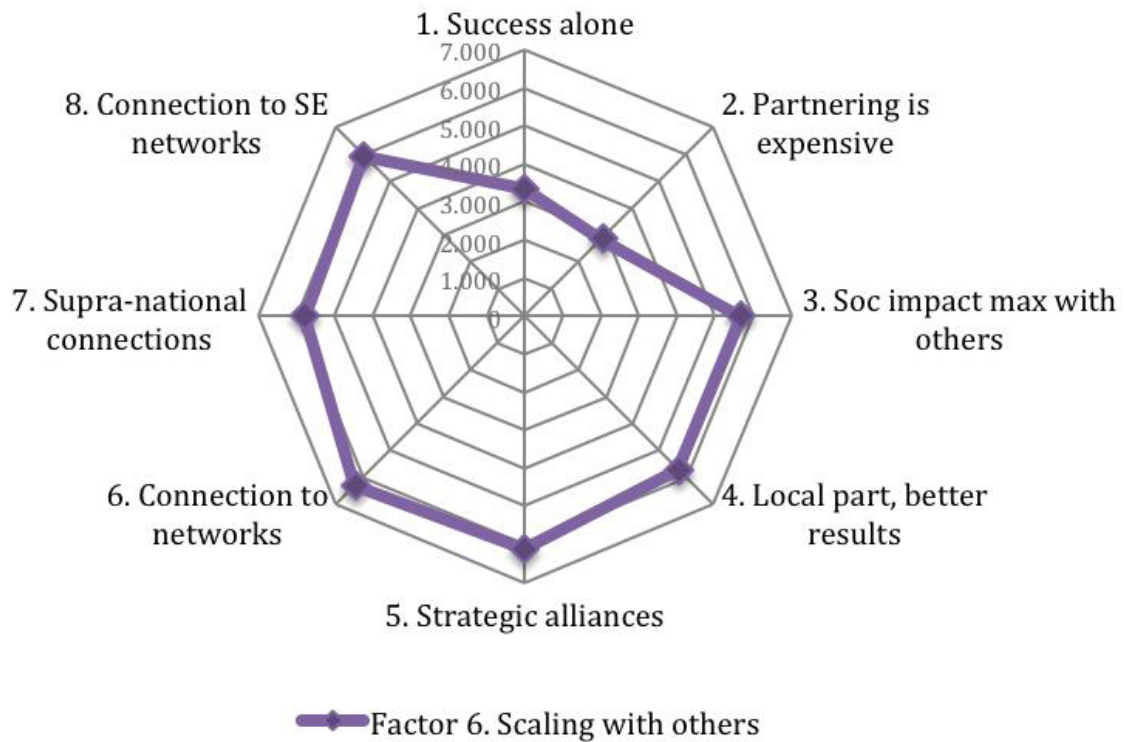 1. Success alone
7.000
6.000
5.000
4.000
3.000
2.000
1.000
0
2. Partnering is
expensive
3. Soc impact max with
others
4. Local part, better
results
5. Strategic alliances
6. Connection to
networks
7. Supra-national
connections
8. Connection to SE
networks
Factor 6. Scaling with others